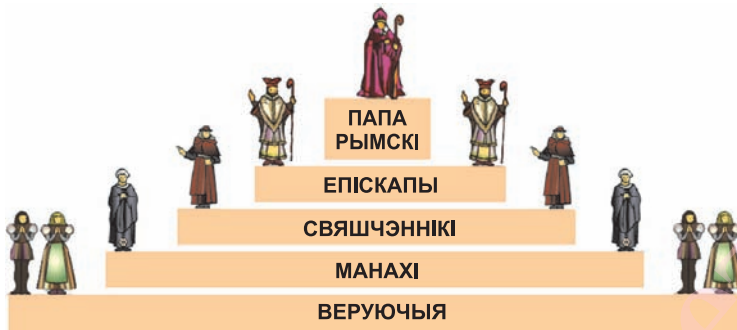 ПАПА
РЫМСКІ
ЕПІСКАПЫ
СВЯШЧЭННІКІ
МАНАХІ
ВЕРУЮЧЫЯ